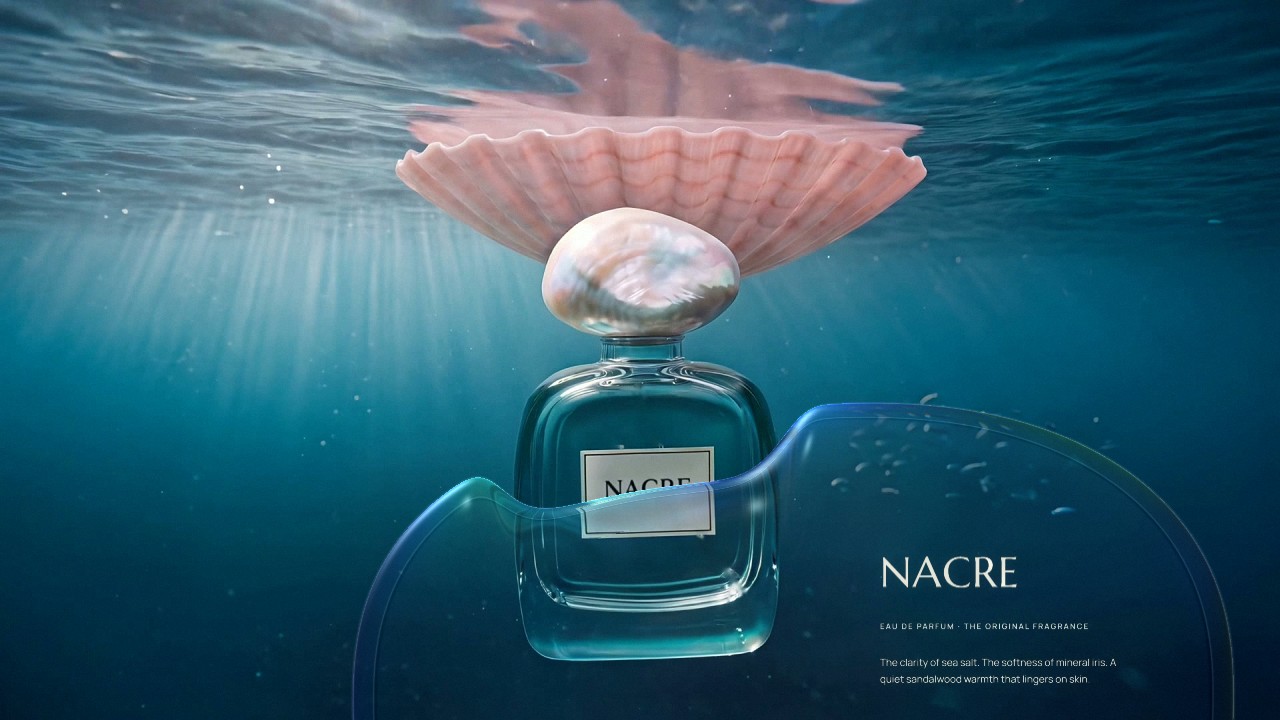 NACRE
NACRE
EAU DE PARFUM · THE ORIGINAL FRAGRANCE
The clarity of sea salt. The softness of mineral iris. A
quiet sandalwood warmth that lingers on skin.